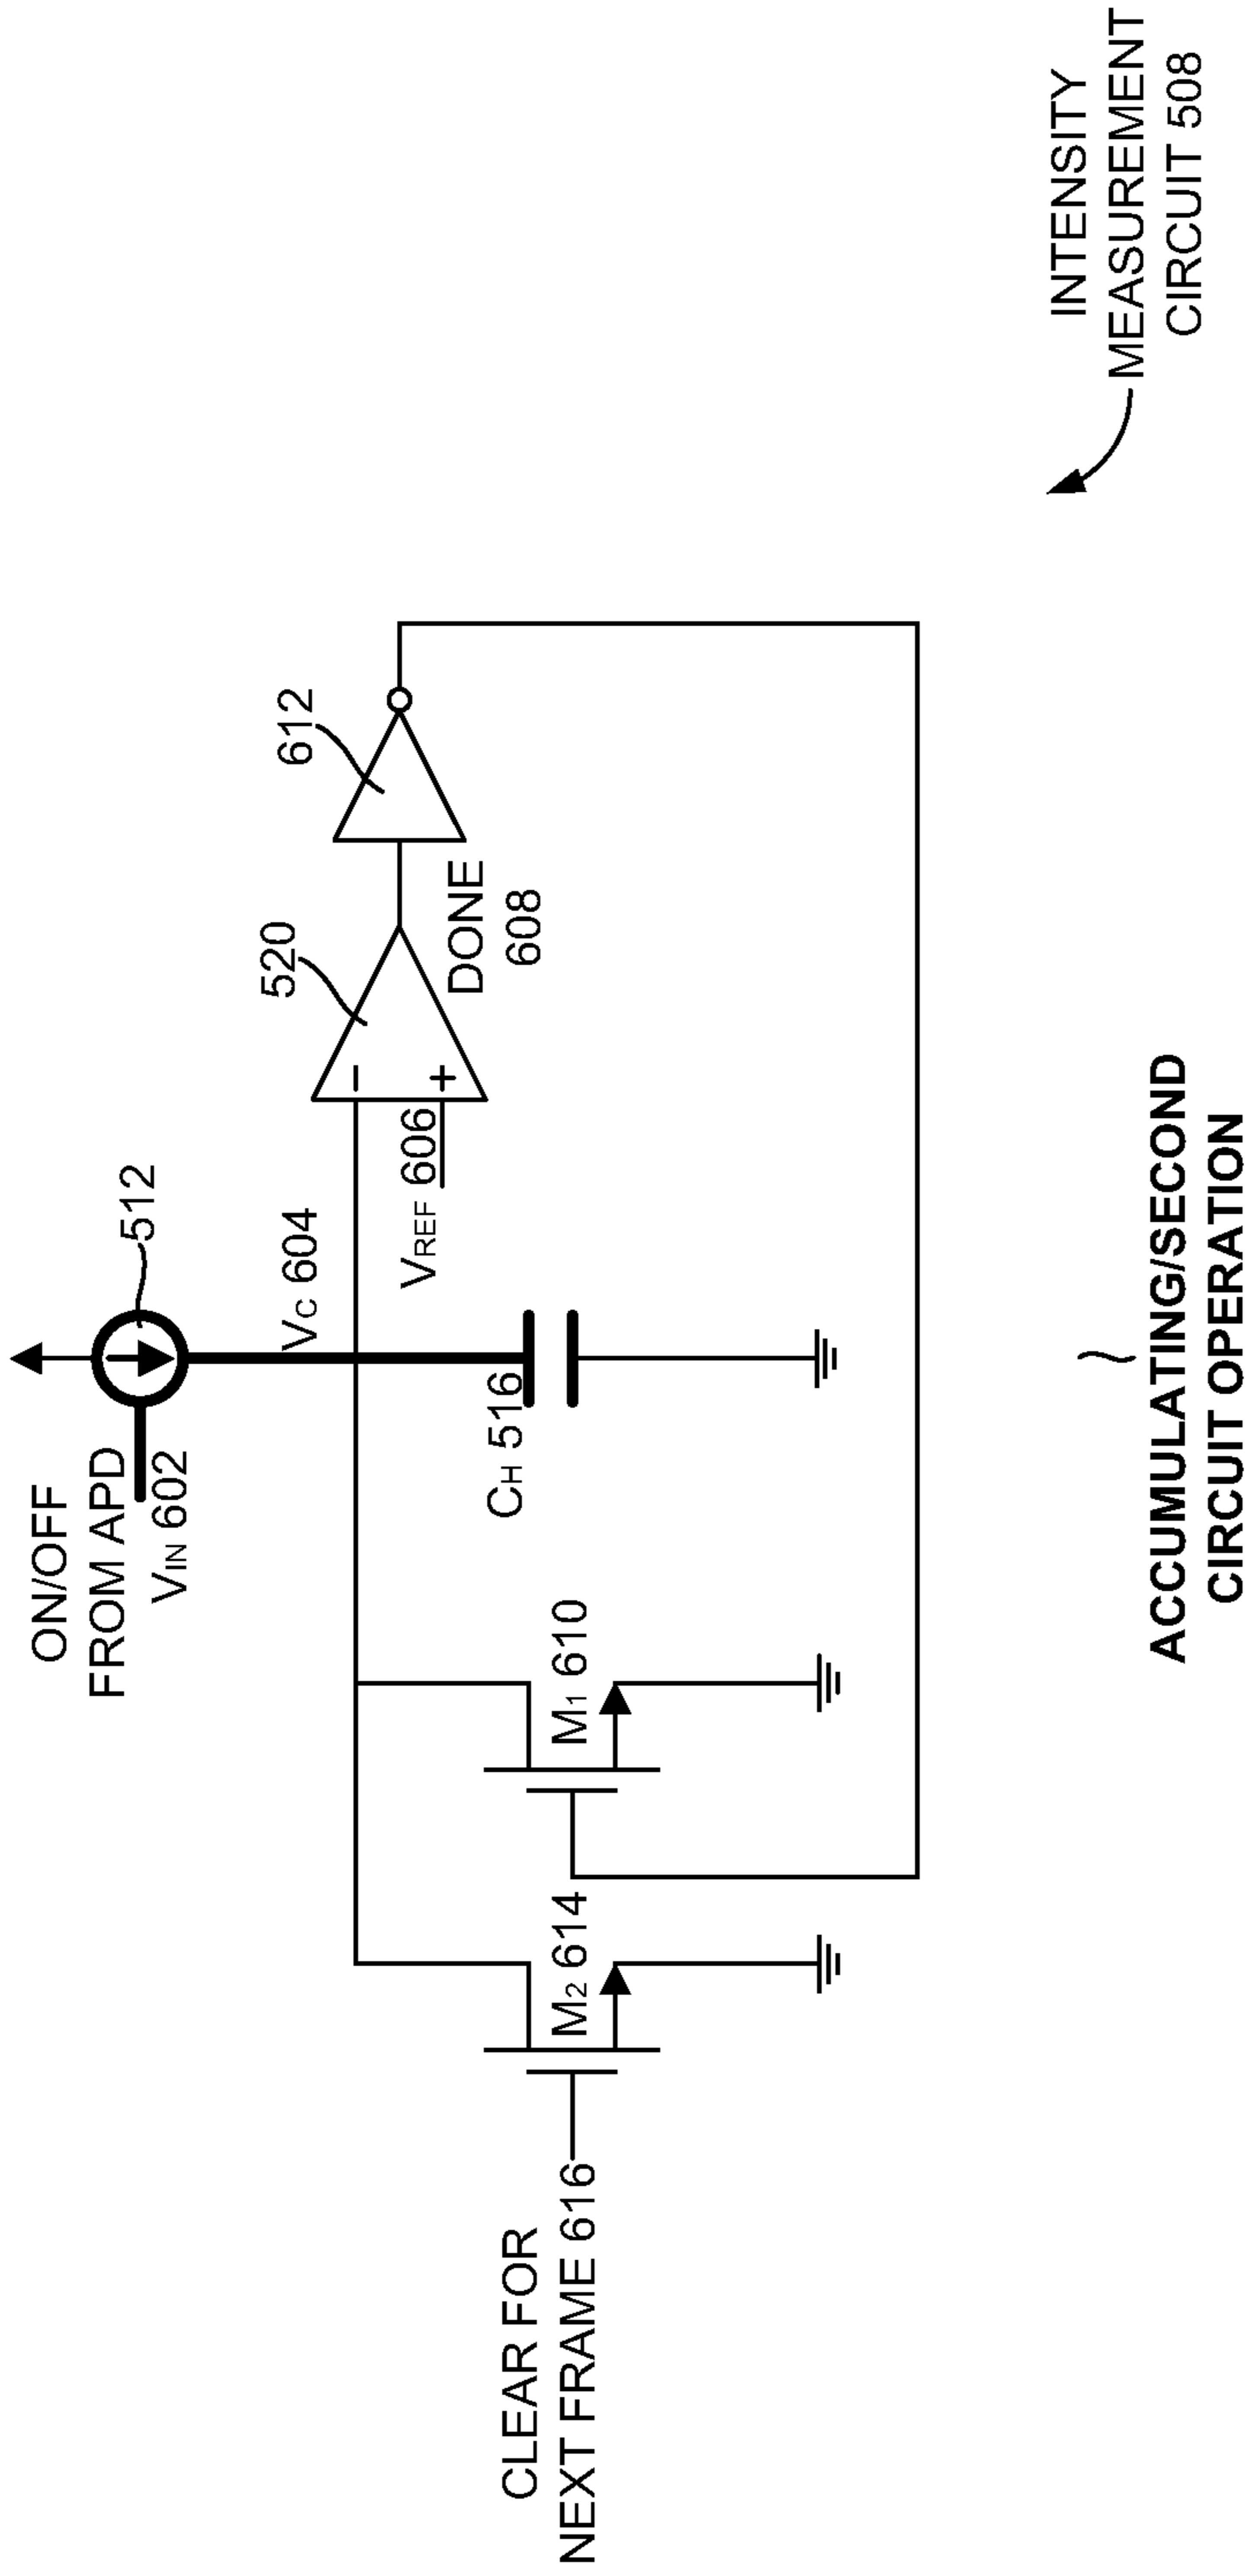 ON/OFF
FROM APD
VIN 602
512
VC 604
520
612
VREF 606
DONE
608
CH 516
M1 610
M2 614
CLEAR FOR
NEXT FRAME 616
INTENSITY
MEASUREMENT
CIRCUIT 508
ACCUMULATING/SECOND
CIRCUIT OPERATION